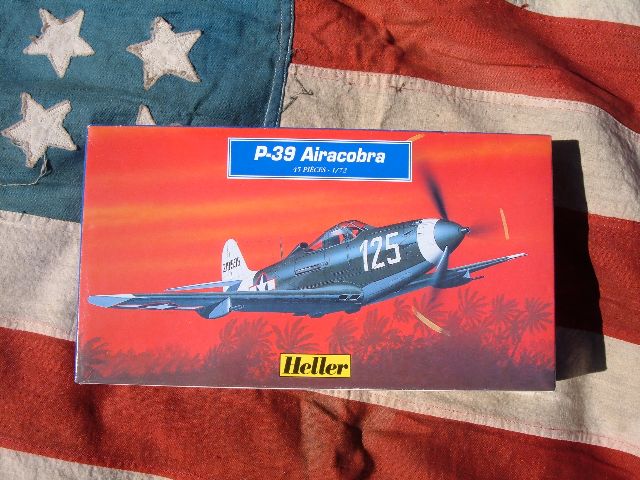 P-39 Airacobra
45 PIÈCES - 1/72
125
Heller